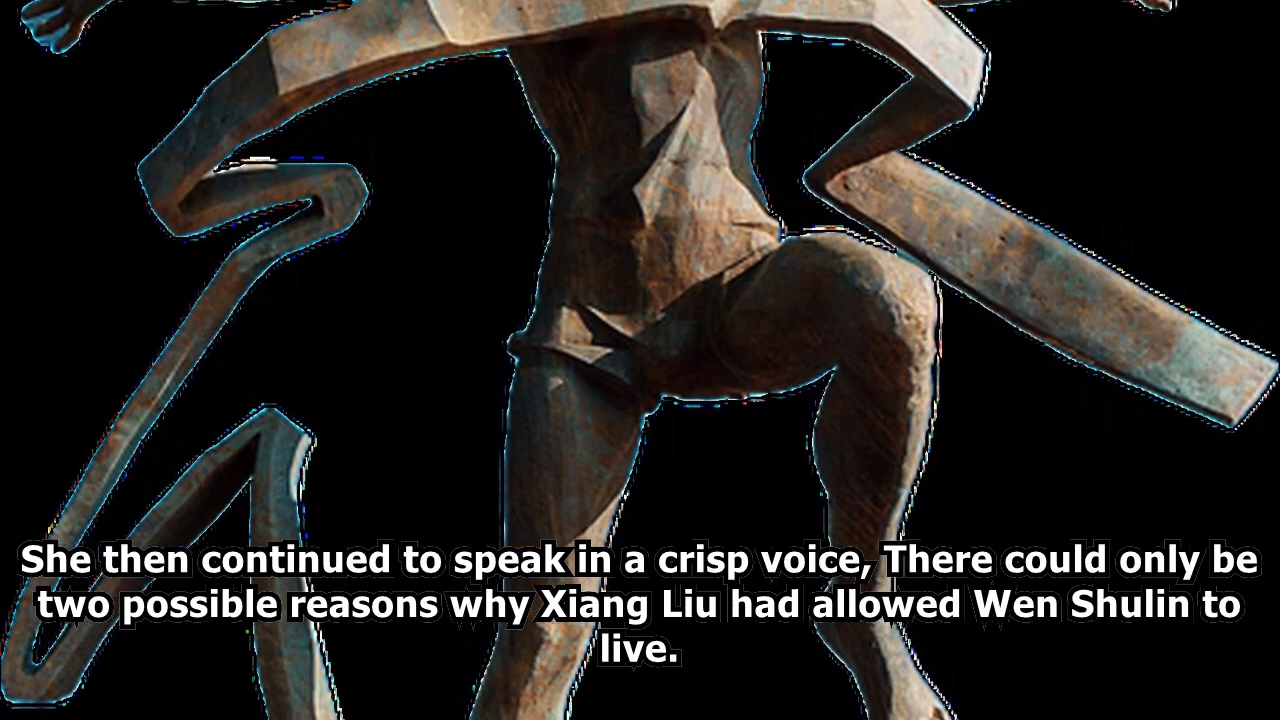 She then continued to speak in a crisp voice, There could only be
two possible reasons why Xiang Liu had allowed Wen Shulin to
live.